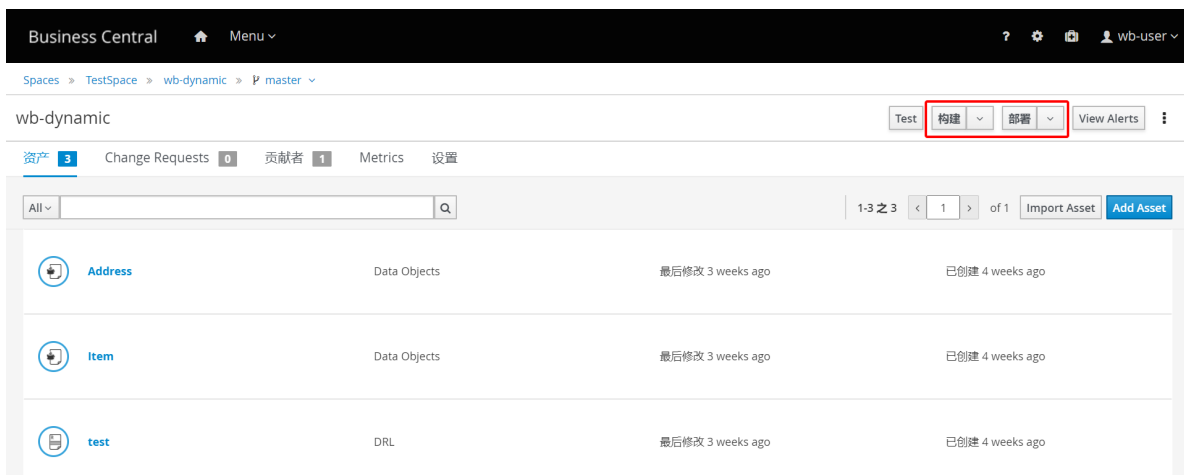 Business Central Menu ? wb-user
Spaces » TestSpace » wb-dynamic » master
wb-dynamic Test 构建 部署 View Alerts
资产 3 Change Requests 0 贡献者 1 Metrics 设置
All 1-3 之 3 < 1 > of 1 Import Asset Add Asset
Address Data Objects 最后修改 3 weeks ago 已创建 4 weeks ago
Item Data Objects 最后修改 3 weeks ago 已创建 4 weeks ago
test DRL 最后修改 3 weeks ago 已创建 4 weeks ago